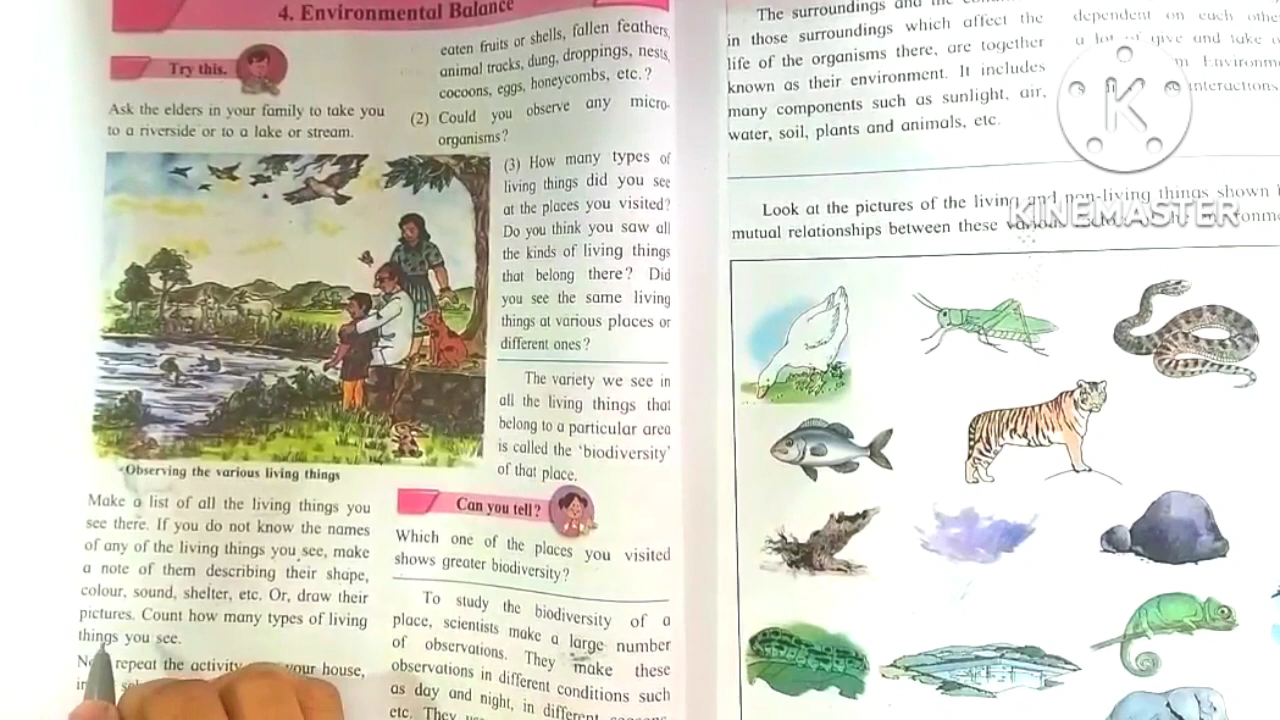 4. Environmental Balance
Try this.
Ask the elders in your family to take you
to a riverside or to a lake or stream.
Observing the various living things
Make a list of all the living things you
see there. If you do not know the names
of any of the living things you see, make
a note of them describing their shape,
colour, sound, shelter, etc. Or, draw their
pictures. Count how many types of living
things you see.
repeat the activity your house,
eaten fruits or shells, fallen feathers,
animal tracks, dung, droppings, nests,
cocoons, eggs, honeycombs, etc.?
(2) Could you observe any micro-
organisms?
(3) How many types of
living things did you see
at the places you visited?
Do you think you saw all
the kinds of living things
that belong there? Did
you see the same living
things at various places or
different ones?
The variety we see in
all the living things that
belong to a particular area
is called the 'biodiversity'
of that place.
Can you tell?
Which one of the places you visited
shows greater biodiversity?
To study the biodiversity of a
place, scientists make a large number
of observations. They make these
observations in different conditions such
as day and night, in different
etc. They
The surroundings and the
in those surroundings which affect the
life of the organisms there, are together
known as their environment. It includes
many components such as sunlight, air,
water, soil, plants and animals, etc.
dependent on each
a lot of give and take
interactions
K
KINEMASTER
Look at the pictures of the living and non-living things shown
mutual relationships between these